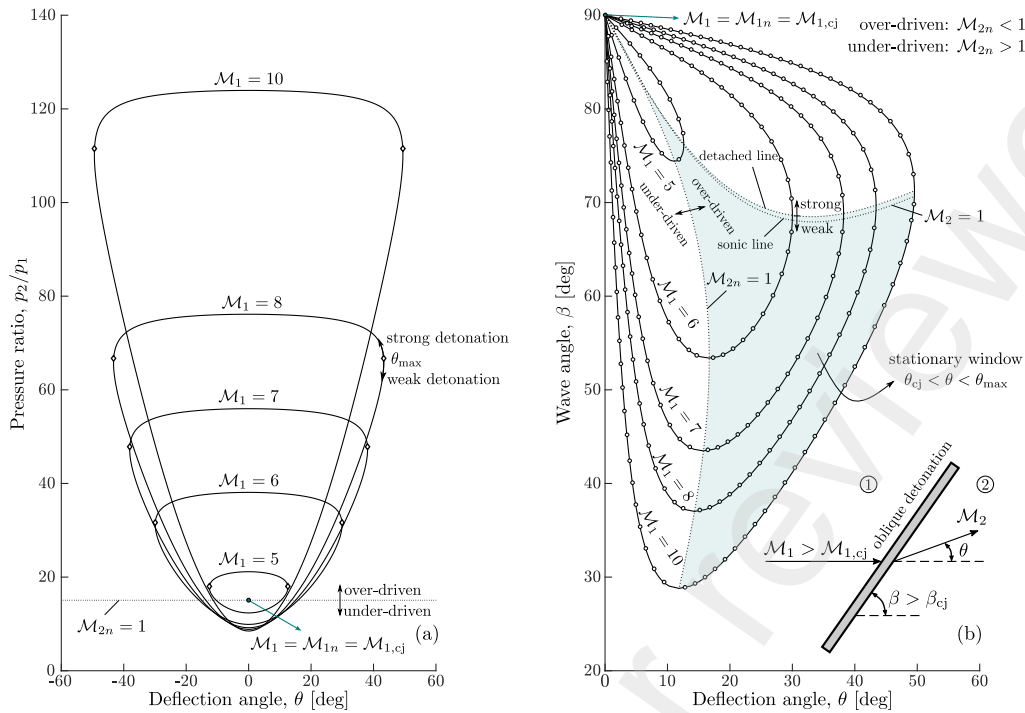 140
120
100
80
60
40
20
0
-60
-40
-20
0
20
40
60
Pressure ratio, p₂/p₁
Deflection angle, θ [deg]
ℳ₁ = 10
ℳ₁ = 8
strong detonation
θmax
weak detonation
ℳ₁ = 7
ℳ₁ = 6
ℳ₁ = 5
over-driven
under-driven
ℳ₂ₙ = 1
ℳ₁ = ℳ₁ₙ = ℳ₁,cj
(a)
90
80
70
60
50
40
30
20
0
10
20
30
40
50
60
Wave angle, β [deg]
Deflection angle, θ [deg]
ℳ₁ = ℳ₁ₙ = ℳ₁,cj
over-driven: ℳ₂ₙ < 1
under-driven: ℳ₂ₙ > 1
ℳ₁ = 5
detached line
over-driven
under-driven
strong
weak
sonic line
ℳ₂ = 1
ℳ₂ₙ = 1
ℳ₁ = 6
stationary window
θcj < θ < θmax
ℳ₁ = 7
ℳ₁ = 8
ℳ₁ = 10
1
2
oblique detonation
ℳ₂
ℳ₁ > ℳ₁,cj
θ
β > βcj
(b)
r reviewe